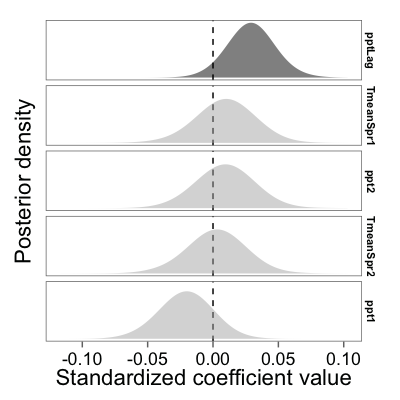 pptLag
TmeanSpr1
ppt2
TmeanSpr2
ppt1
Posterior density
-0.10 -0.05 0.00 0.05 0.10
Standardized coefficient value